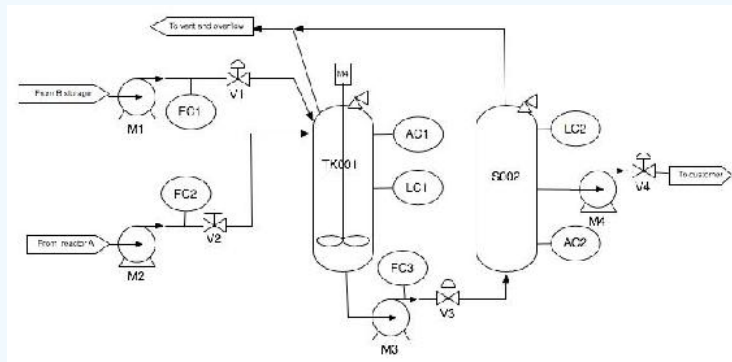 To vent and overflow
M4
From B storage
M1
FC1
V1
TK001
AC1
LC1
S002
LC2
V4
To customer
M4
AC2
FC2
V2
From reactor A
M2
FC3
V3
M3